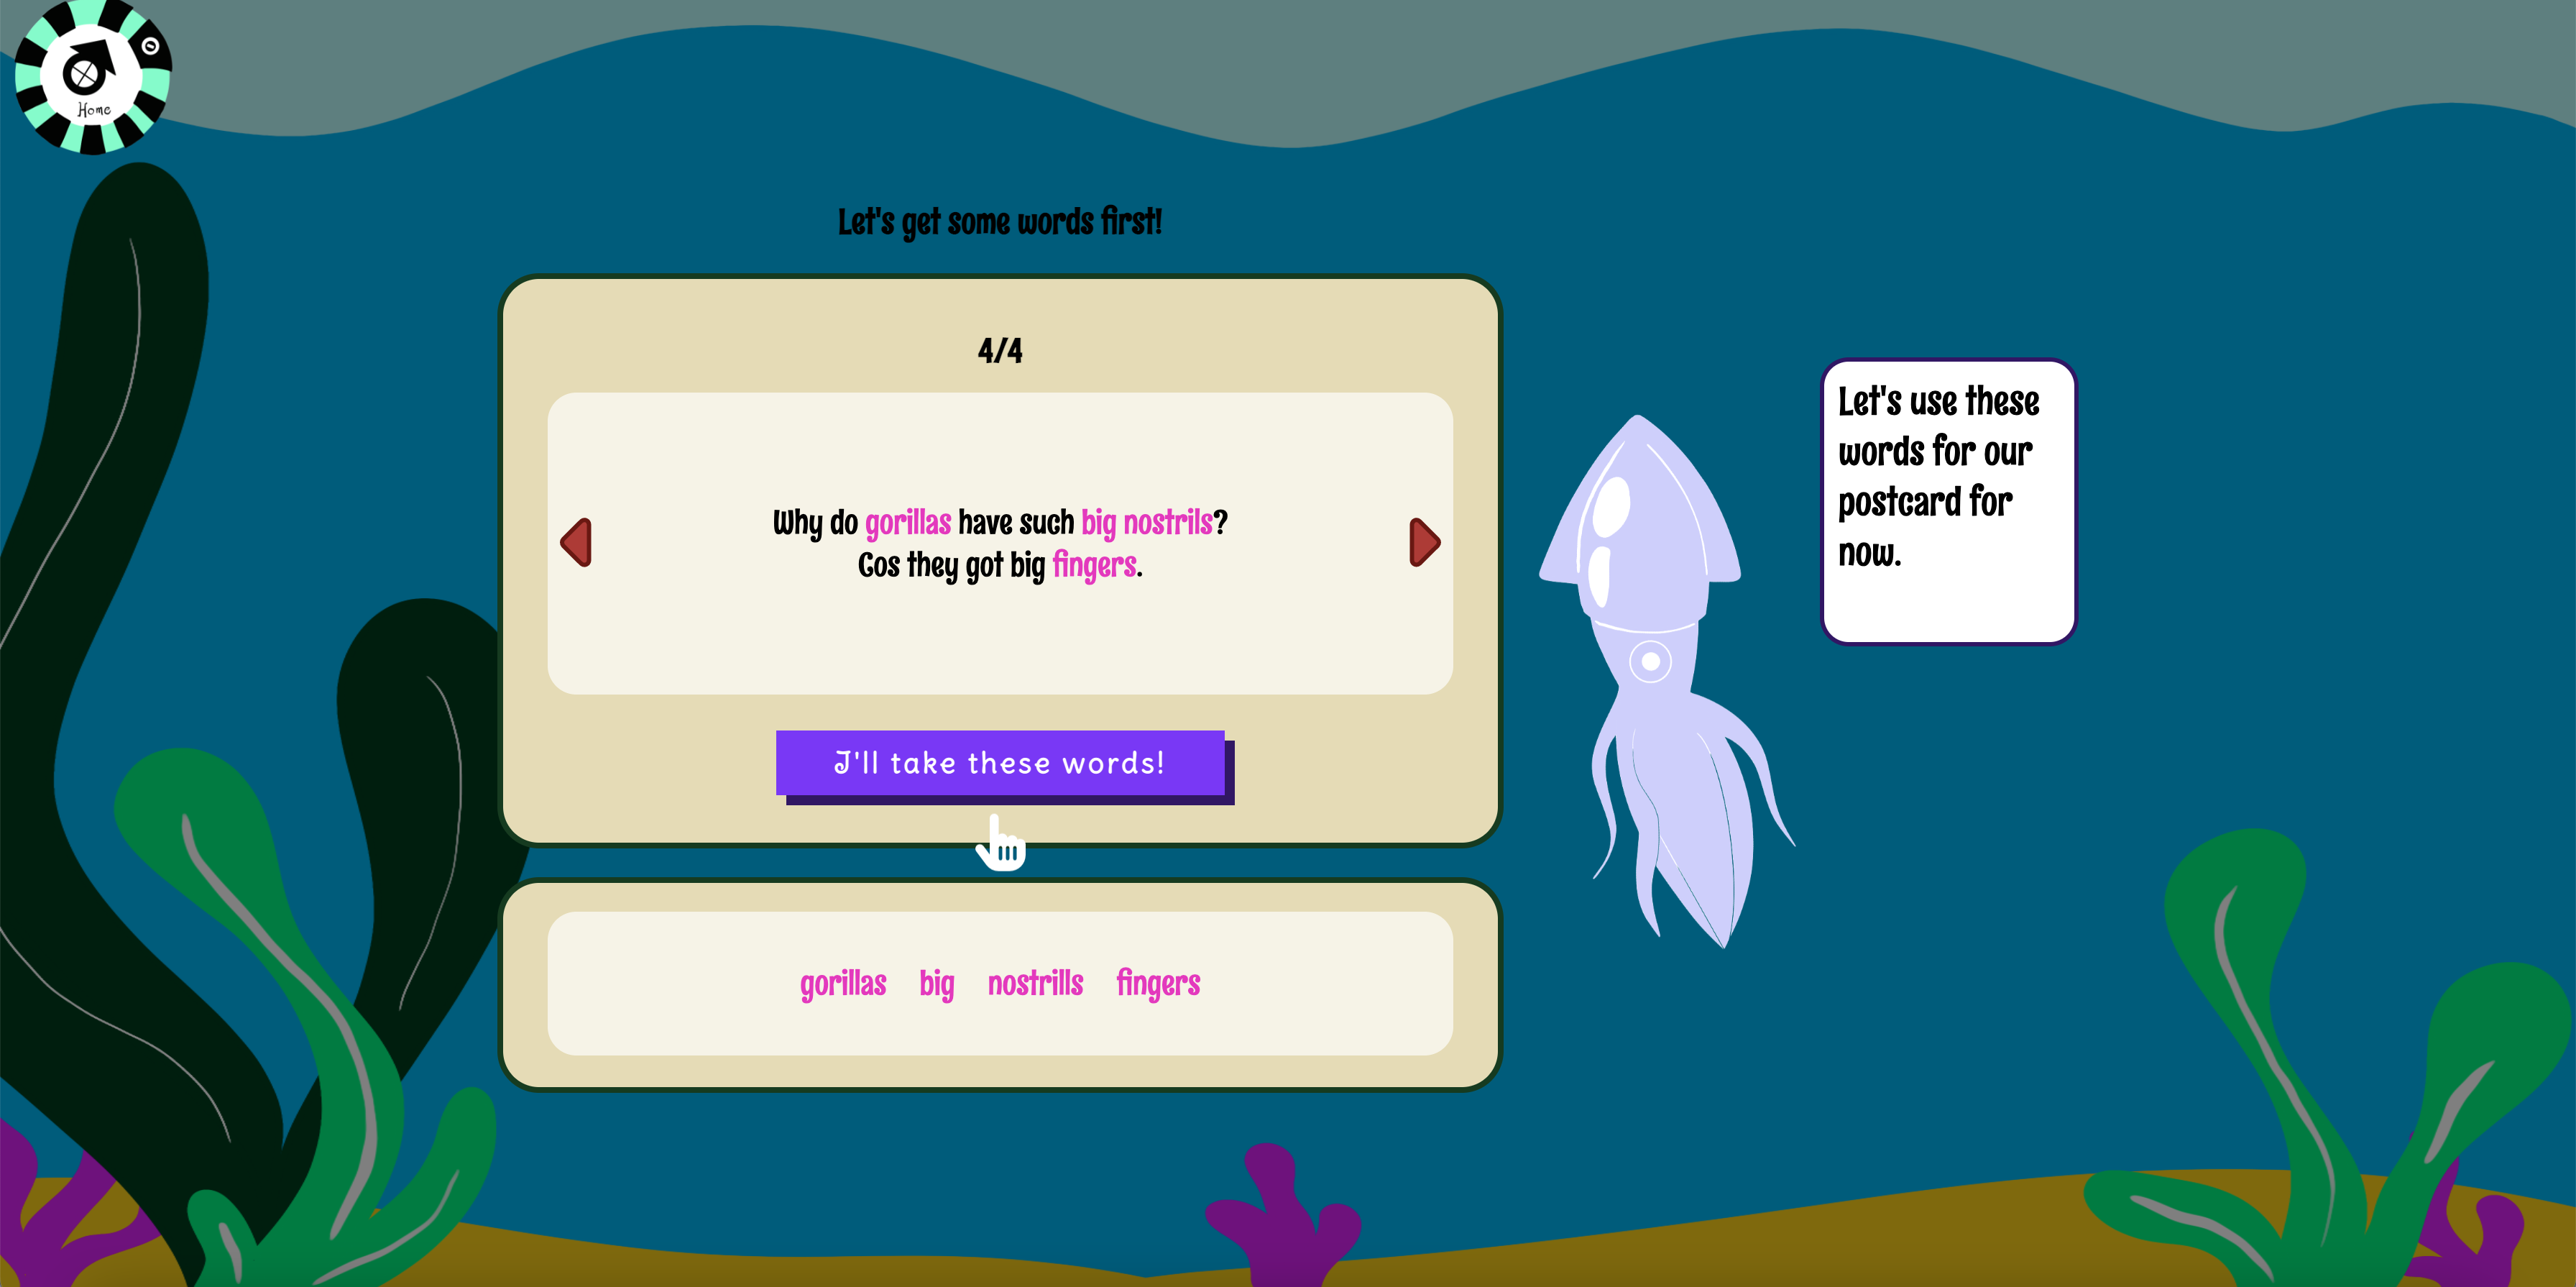 Home
Let's get some words first!
4/4
Why do gorillas have such big nostrils?
Cos they got big fingers.
I'll take these words!
gorillas big nostrills fingers
Let's use these
words for our
postcard for
now.